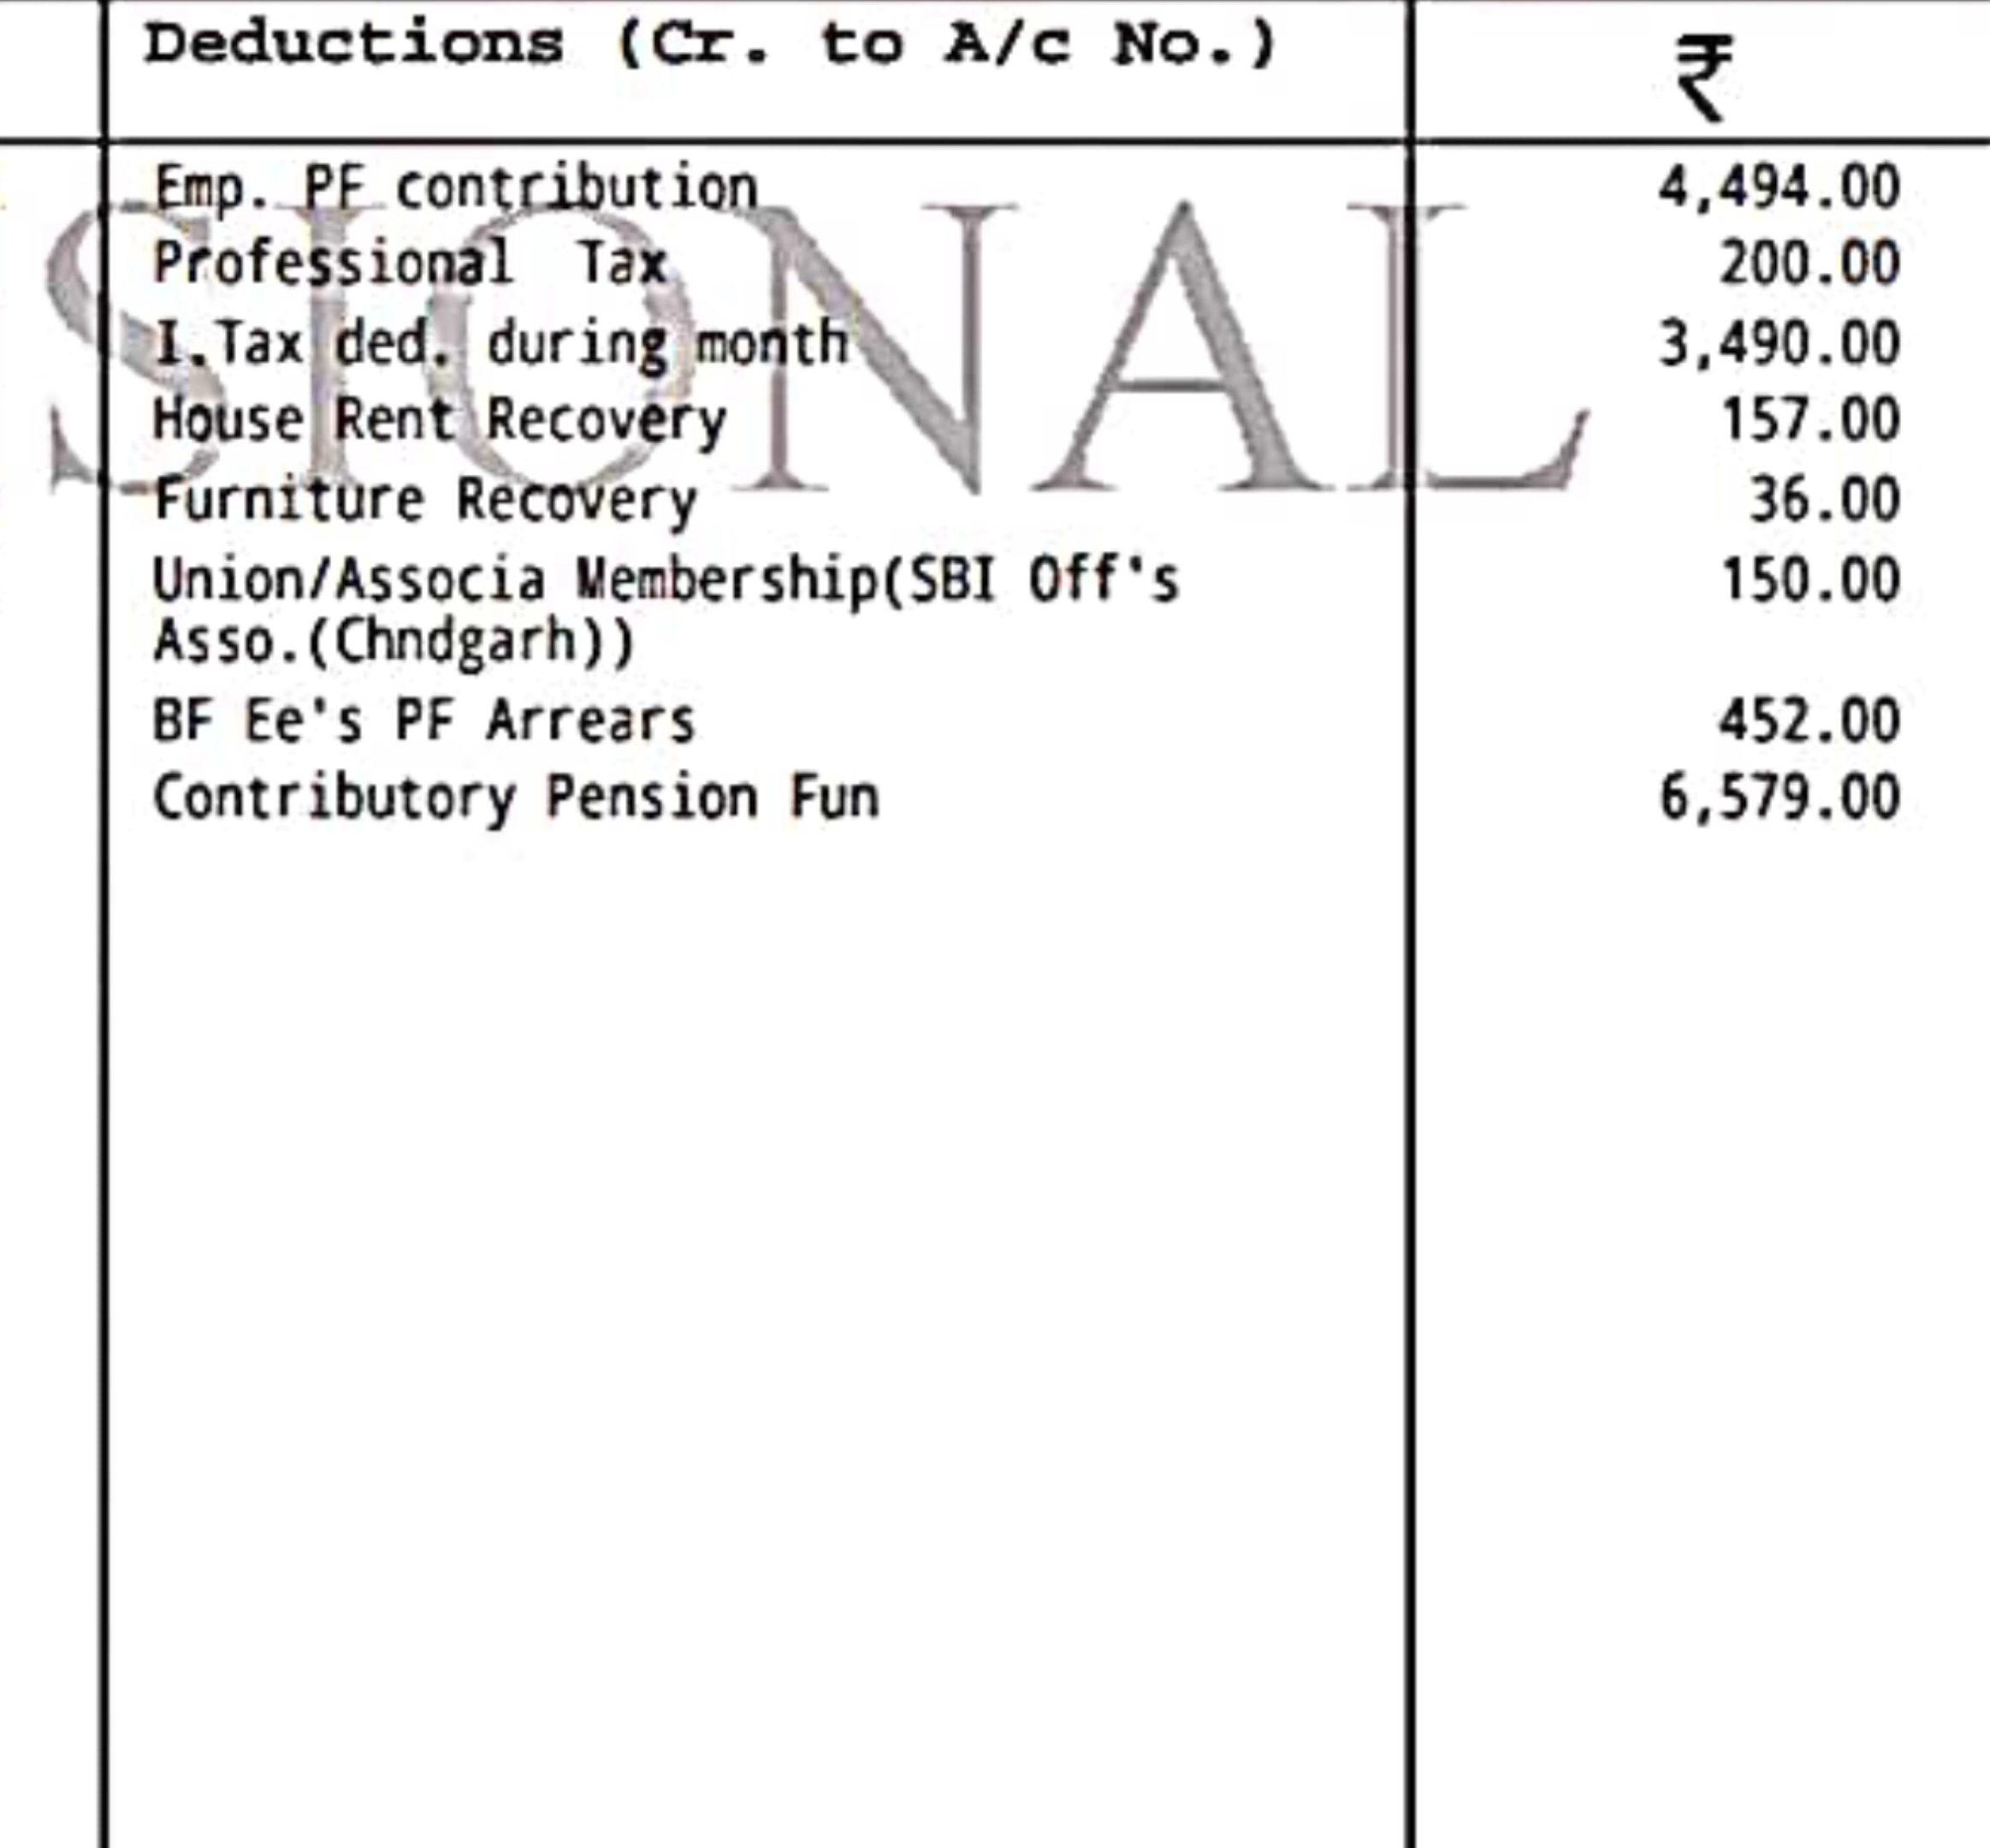 Deductions (Cr. to A/c No.) ₹
Emp. PF contribution 4,494.00
Professional Tax 200.00
I.Tax ded. during month 3,490.00
House Rent Recovery 157.00
Furniture Recovery 36.00
Union/Associa Membership(SBI Off's 150.00
Asso.(Chndgarh))
BF Ee's PF Arrears 452.00
Contributory Pension Fun 6,579.00
SIONAL